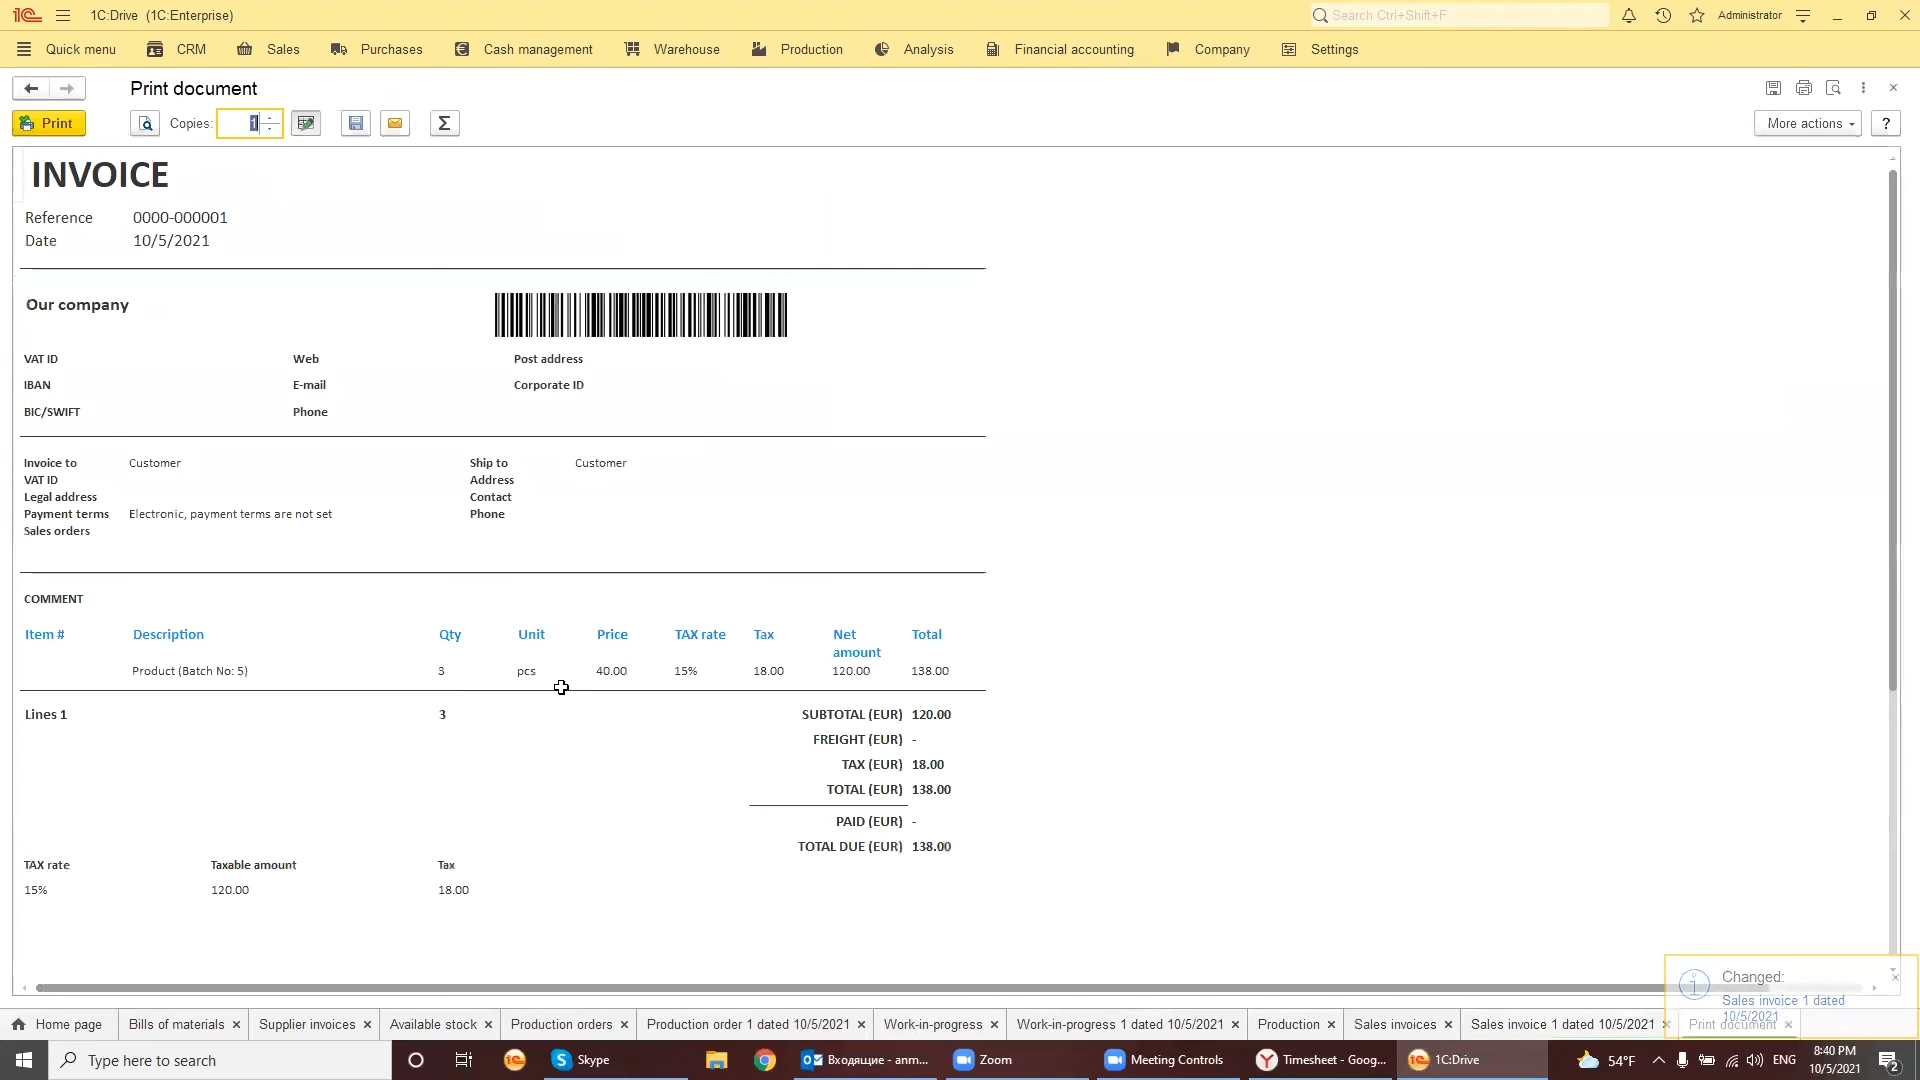 1C:Drive (1C:Enterprise)
Search Ctrl+Shift+F
Administrator
Quick menu
CRM
Sales
Purchases
Cash management
Warehouse
Production
Analysis
Financial accounting
Company
Settings
Print document
Print
Copies: 1
Σ
More actions
?
INVOICE
Reference 0000-000001
Date 10/5/2021
Our company
VAT ID Web Post address
IBAN E-mail Corporate ID
BIC/SWIFT Phone
Invoice to Customer Ship to Customer
VAT ID Address
Legal address Contact
Payment terms Electronic, payment terms are not set Phone
Sales orders
COMMENT
Item # Description Qty Unit Price TAX rate Tax Net amount Total
Product (Batch No: 5) 3 pcs 40.00 15% 18.00 120.00 138.00
Lines 1 3 SUBTOTAL (EUR) 120.00
FREIGHT (EUR) -
TAX (EUR) 18.00
TOTAL (EUR) 138.00
PAID (EUR) -
TOTAL DUE (EUR) 138.00
TAX rate Taxable amount Tax
15% 120.00 18.00
Changed:
Sales invoice 1 dated
10/5/2021
Home page
Bills of materials
Supplier invoices
Available stock
Production orders
Production order 1 dated 10/5/2021
Work-in-progress
Work-in-progress 1 dated 10/5/2021
Production
Sales invoices
Sales invoice 1 dated 10/5/2021
Print document
Type here to search
Skype
Входящие - anm...
Zoom
Meeting Controls
Timesheet - Goog...
1C:Drive
54°F
ENG
8:40 PM
10/5/2021
2